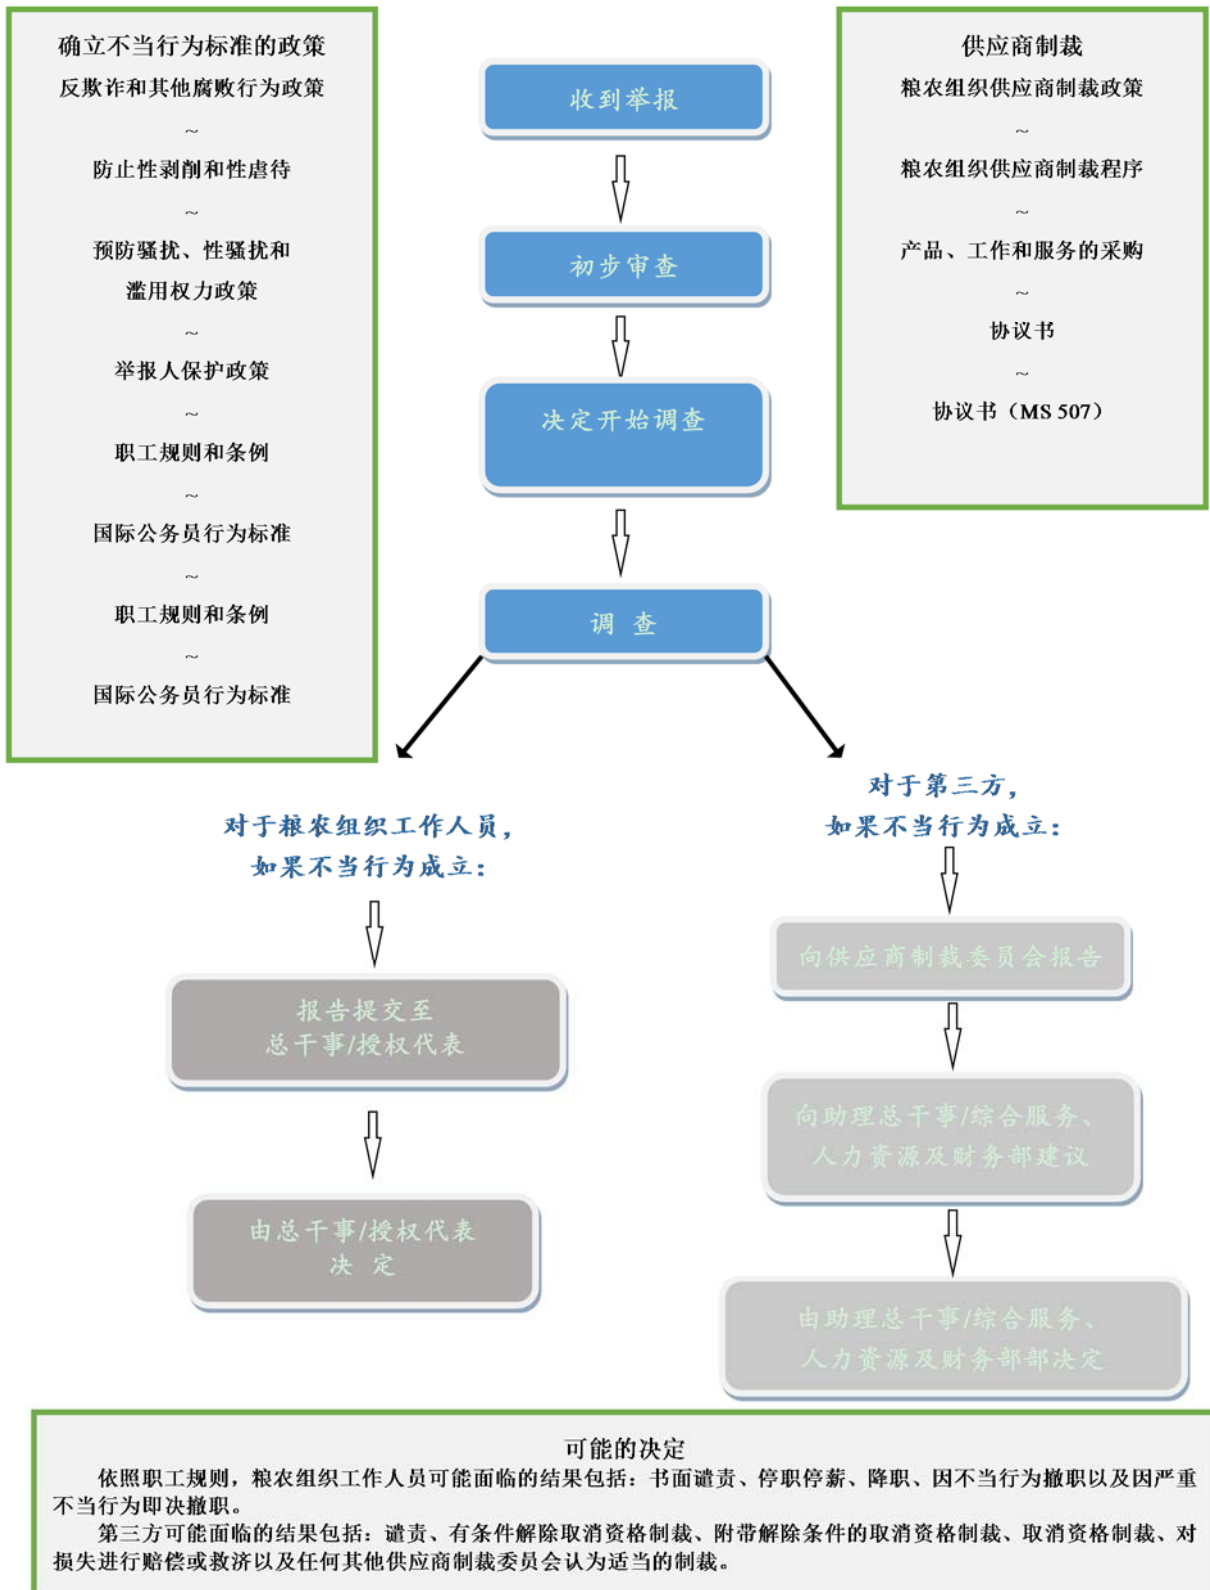 确立不当行为标准的政策
反欺诈和其他腐败行为政策
~
防止性剥削和性虐待
~
预防骚扰、性骚扰和
滥用权力政策
~
举报人保护政策
~
职工规则和条例
~
国际公务员行为标准
~
职工规则和条例
~
国际公务员行为标准
收到举报
初步审查
决定开始调查
调 查
供应商制裁
粮农组织供应商制裁政策
~
粮农组织供应商制裁程序
~
产品、工作和服务的采购
~
协议书
~
协议书（MS 507）
对于粮农组织工作人员，
如果不当行为成立：
报告提交至
总干事/授权代表
由总干事/授权代表
决 定
对于第三方，
如果不当行为成立：
向供应商制裁委员会报告
向助理总干事/综合服务、
人力资源及财务部建议
由助理总干事/综合服务、
人力资源及财务部部决定
可能的决定
依照职工规则，粮农组织工作人员可能面临的结果包括：书面谴责、停职停薪、降职、因不当行为撤职以及因严重
不当行为即决撤职。
第三方可能面临的结果包括：谴责、有条件解除取消资格制裁、附带解除条件的取消资格制裁、取消资格制裁、对
损失进行赔偿或救济以及任何其他供应商制裁委员会认为适当的制裁。